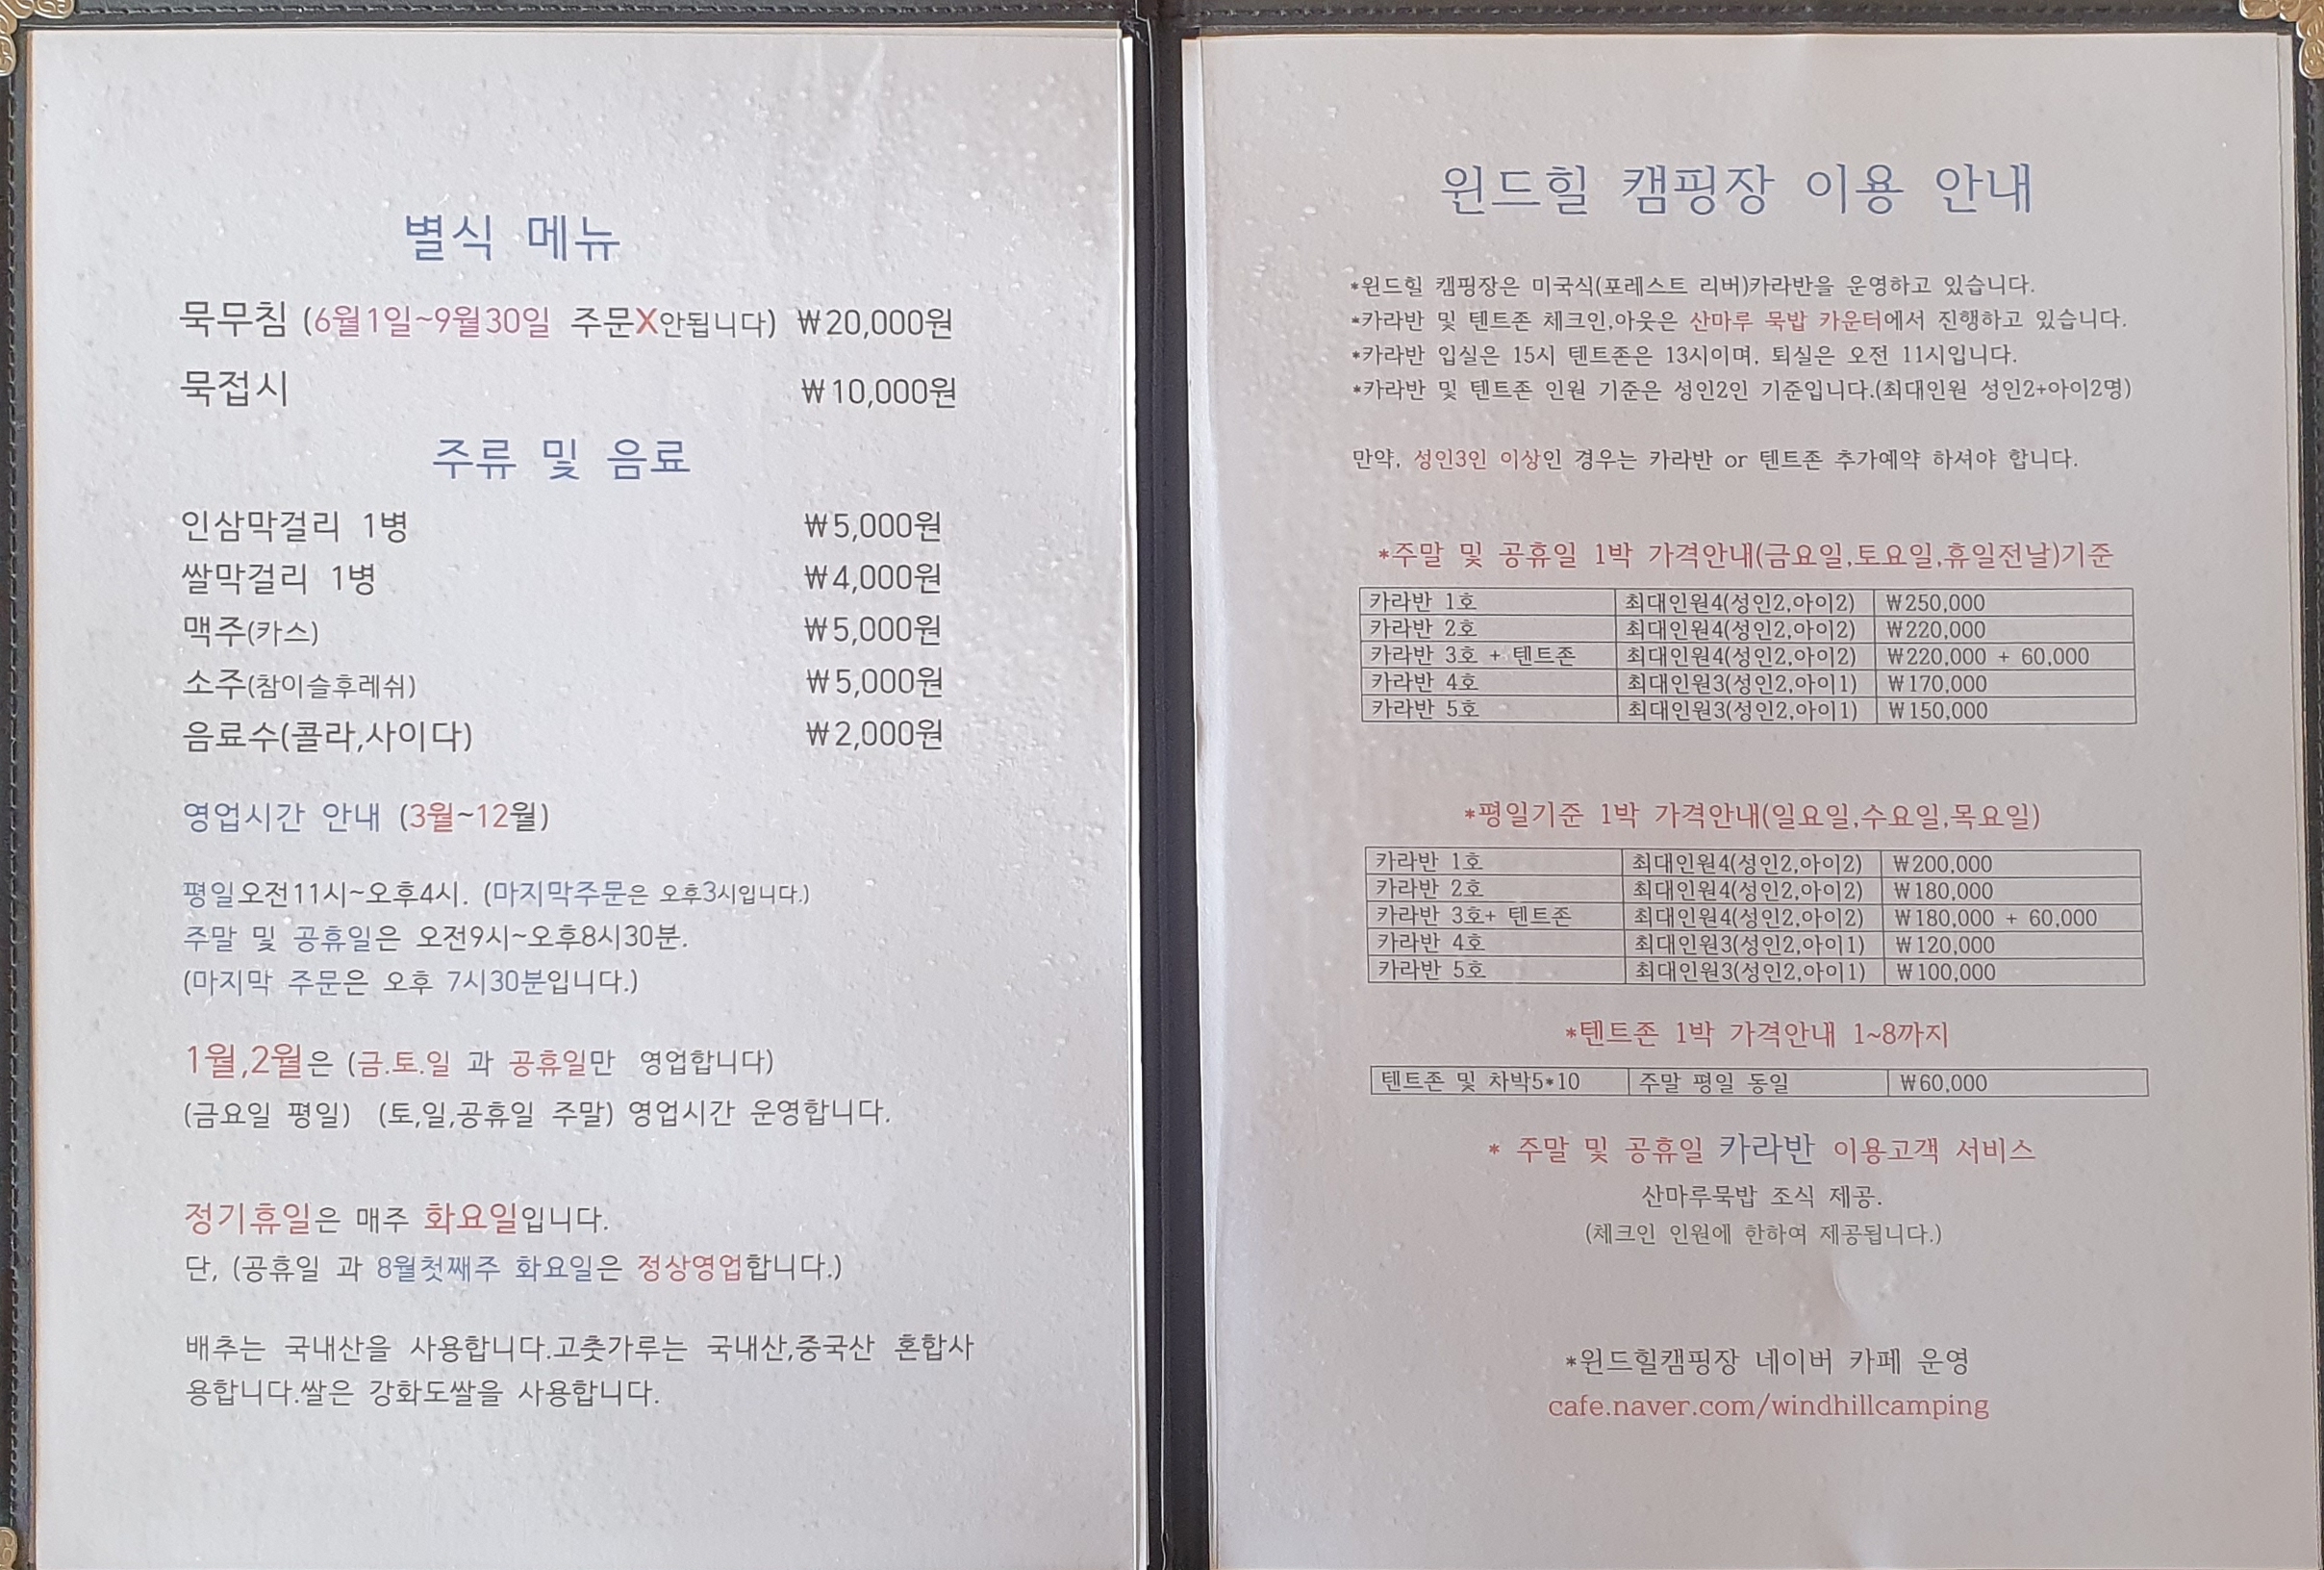 별식 메뉴
묵무침 (6월1일~9월30일 주문X안됩니다) ₩20,000원
묵접시 ₩10,000원
주류 및 음료
인삼막걸리 1병 ₩5,000원
쌀막걸리 1병 ₩4,000원
맥주(카스) ₩5,000원
소주(참이슬후레쉬) ₩5,000원
음료수(콜라,사이다) ₩2,000원
영업시간 안내 (3월~12월)
평일오전11시~오후4시. (마지막주문은 오후3시입니다.)
주말 및 공휴일은 오전9시~오후8시30분.
(마지막 주문은 오후 7시30분입니다.)
1월,2월은 (금.토.일 과 공휴일만 영업합니다)
(금요일 평일) (토,일,공휴일 주말) 영업시간 운영합니다.
정기휴일은 매주 화요일입니다.
단, (공휴일 과 8월첫째주 화요일은 정상영업합니다.)
배추는 국내산을 사용합니다.고춧가루는 국내산,중국산 혼합사
용합니다.쌀은 강화도쌀을 사용합니다.
윈드힐 캠핑장 이용 안내
*윈드힐 캠핑장은 미국식(포레스트 리버)카라반을 운영하고 있습니다.
*카라반 및 텐트존 체크인,아웃은 산마루 묵밥 카운터에서 진행하고 있습니다.
*카라반 입실은 15시 텐트존은 13시이며, 퇴실은 오전 11시입니다.
*카라반 및 텐트존 인원 기준은 성인2인 기준입니다.(최대인원 성인2+아이2명)
만약, 성인3인 이상인 경우는 카라반 or 텐트존 추가예약 하셔야 합니다.
*주말 및 공휴일 1박 가격안내(금요일,토요일,휴일전날)기준
카라반 1호 최대인원4(성인2,아이2) ₩250,000
카라반 2호 최대인원4(성인2,아이2) ₩220,000
카라반 3호 + 텐트존 최대인원4(성인2,아이2) ₩220,000 + 60,000
카라반 4호 최대인원3(성인2,아이1) ₩170,000
카라반 5호 최대인원3(성인2,아이1) ₩150,000
*평일기준 1박 가격안내(일요일,수요일,목요일)
카라반 1호 최대인원4(성인2,아이2) ₩200,000
카라반 2호 최대인원4(성인2,아이2) ₩180,000
카라반 3호+ 텐트존 최대인원4(성인2,아이2) ₩180,000 + 60,000
카라반 4호 최대인원3(성인2,아이1) ₩120,000
카라반 5호 최대인원3(성인2,아이1) ₩100,000
*텐트존 1박 가격안내 1~8까지
텐트존 및 차박5*10 주말 평일 동일 ₩60,000
* 주말 및 공휴일 카라반 이용고객 서비스
산마루묵밥 조식 제공.
(체크인 인원에 한하여 제공됩니다.)
*윈드힐캠핑장 네이버 카페 운영
cafe.naver.com/windhillcamping